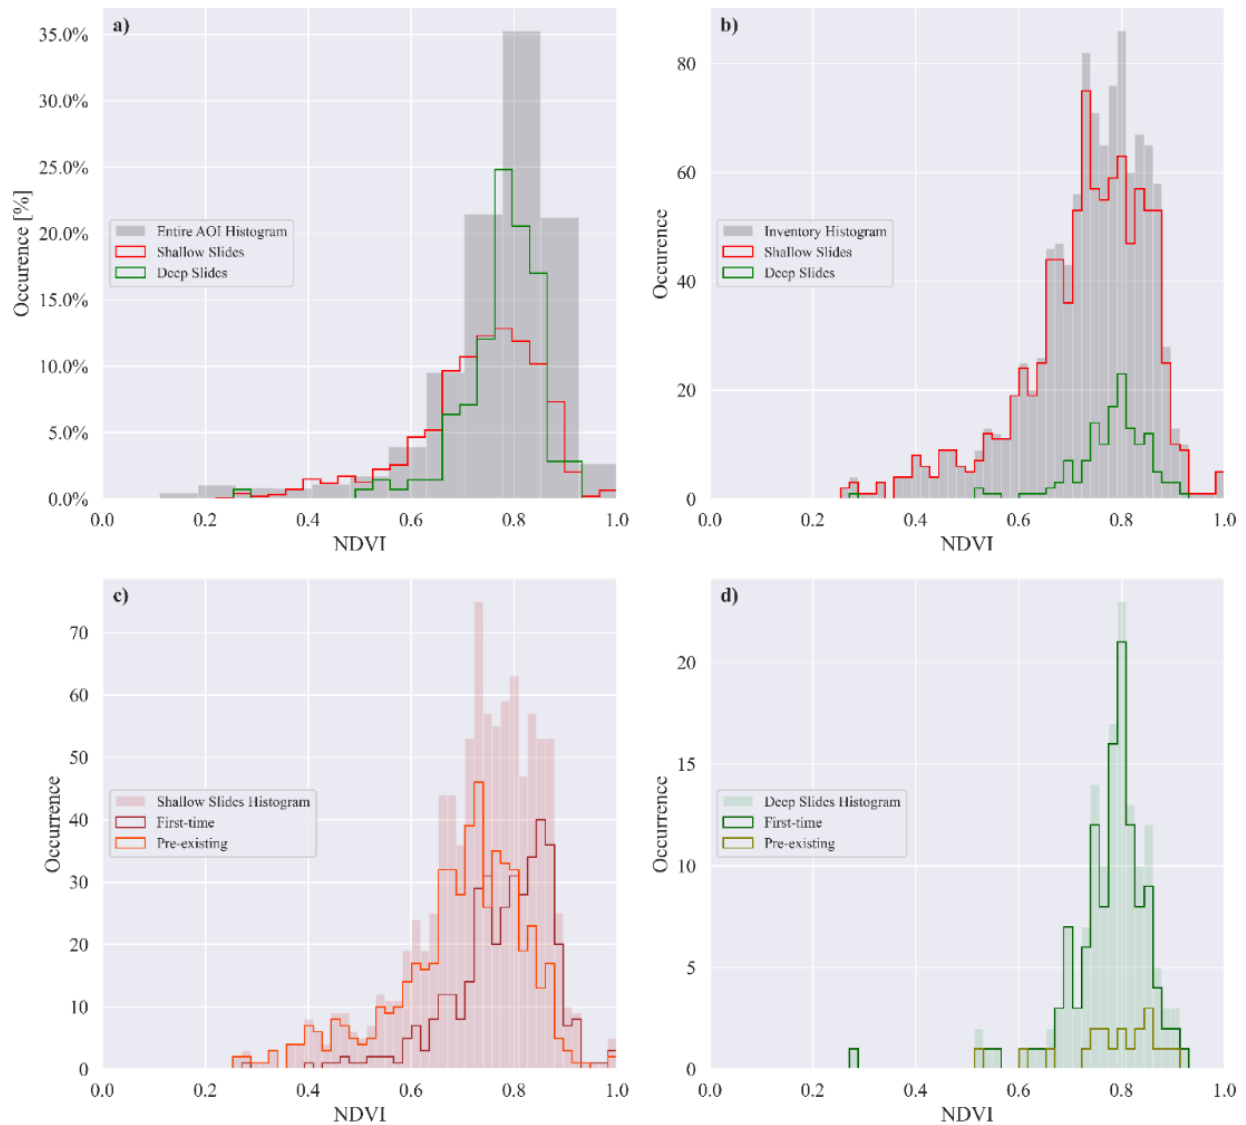 a)
35.0%
30.0%
25.0%
20.0%
15.0%
10.0%
5.0%
0.0%
Occurence [%]
Entire AOI Histogram
Shallow Slides
Deep Slides
0.0 0.2 0.4 0.6 0.8 1.0
NDVI
b)
80
60
40
20
0
Occurence
Inventory Histogram
Shallow Slides
Deep Slides
0.0 0.2 0.4 0.6 0.8 1.0
NDVI
c)
70
60
50
40
30
20
10
0
Occurrence
Shallow Slides Histogram
First-time
Pre-existing
0.0 0.2 0.4 0.6 0.8 1.0
NDVI
d)
20
15
10
5
0
Occurrence
Deep Slides Histogram
First-time
Pre-existing
0.0 0.2 0.4 0.6 0.8 1.0
NDVI